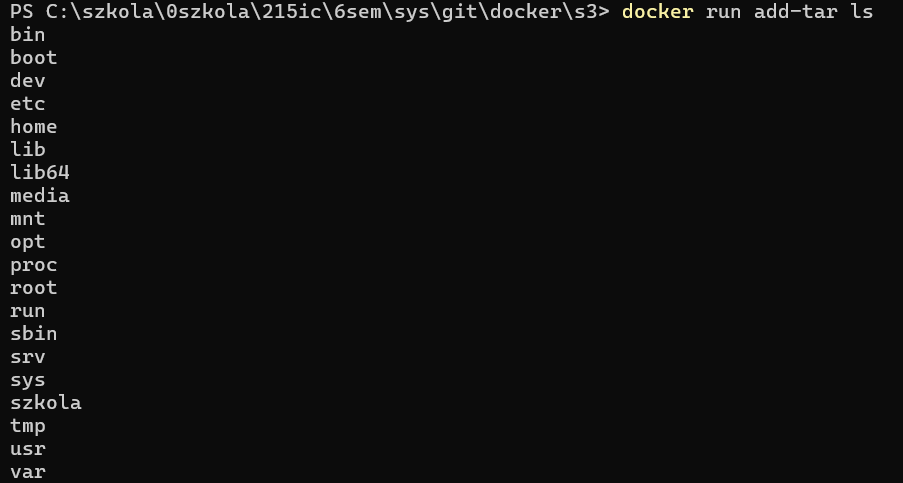 PS C:\szkola\0szkola\215ic\6sem\sys\git\docker\s3> docker run add-tar ls
bin
boot
dev
etc
home
lib
lib64
media
mnt
opt
proc
root
run
sbin
srv
sys
szkola
tmp
usr
var